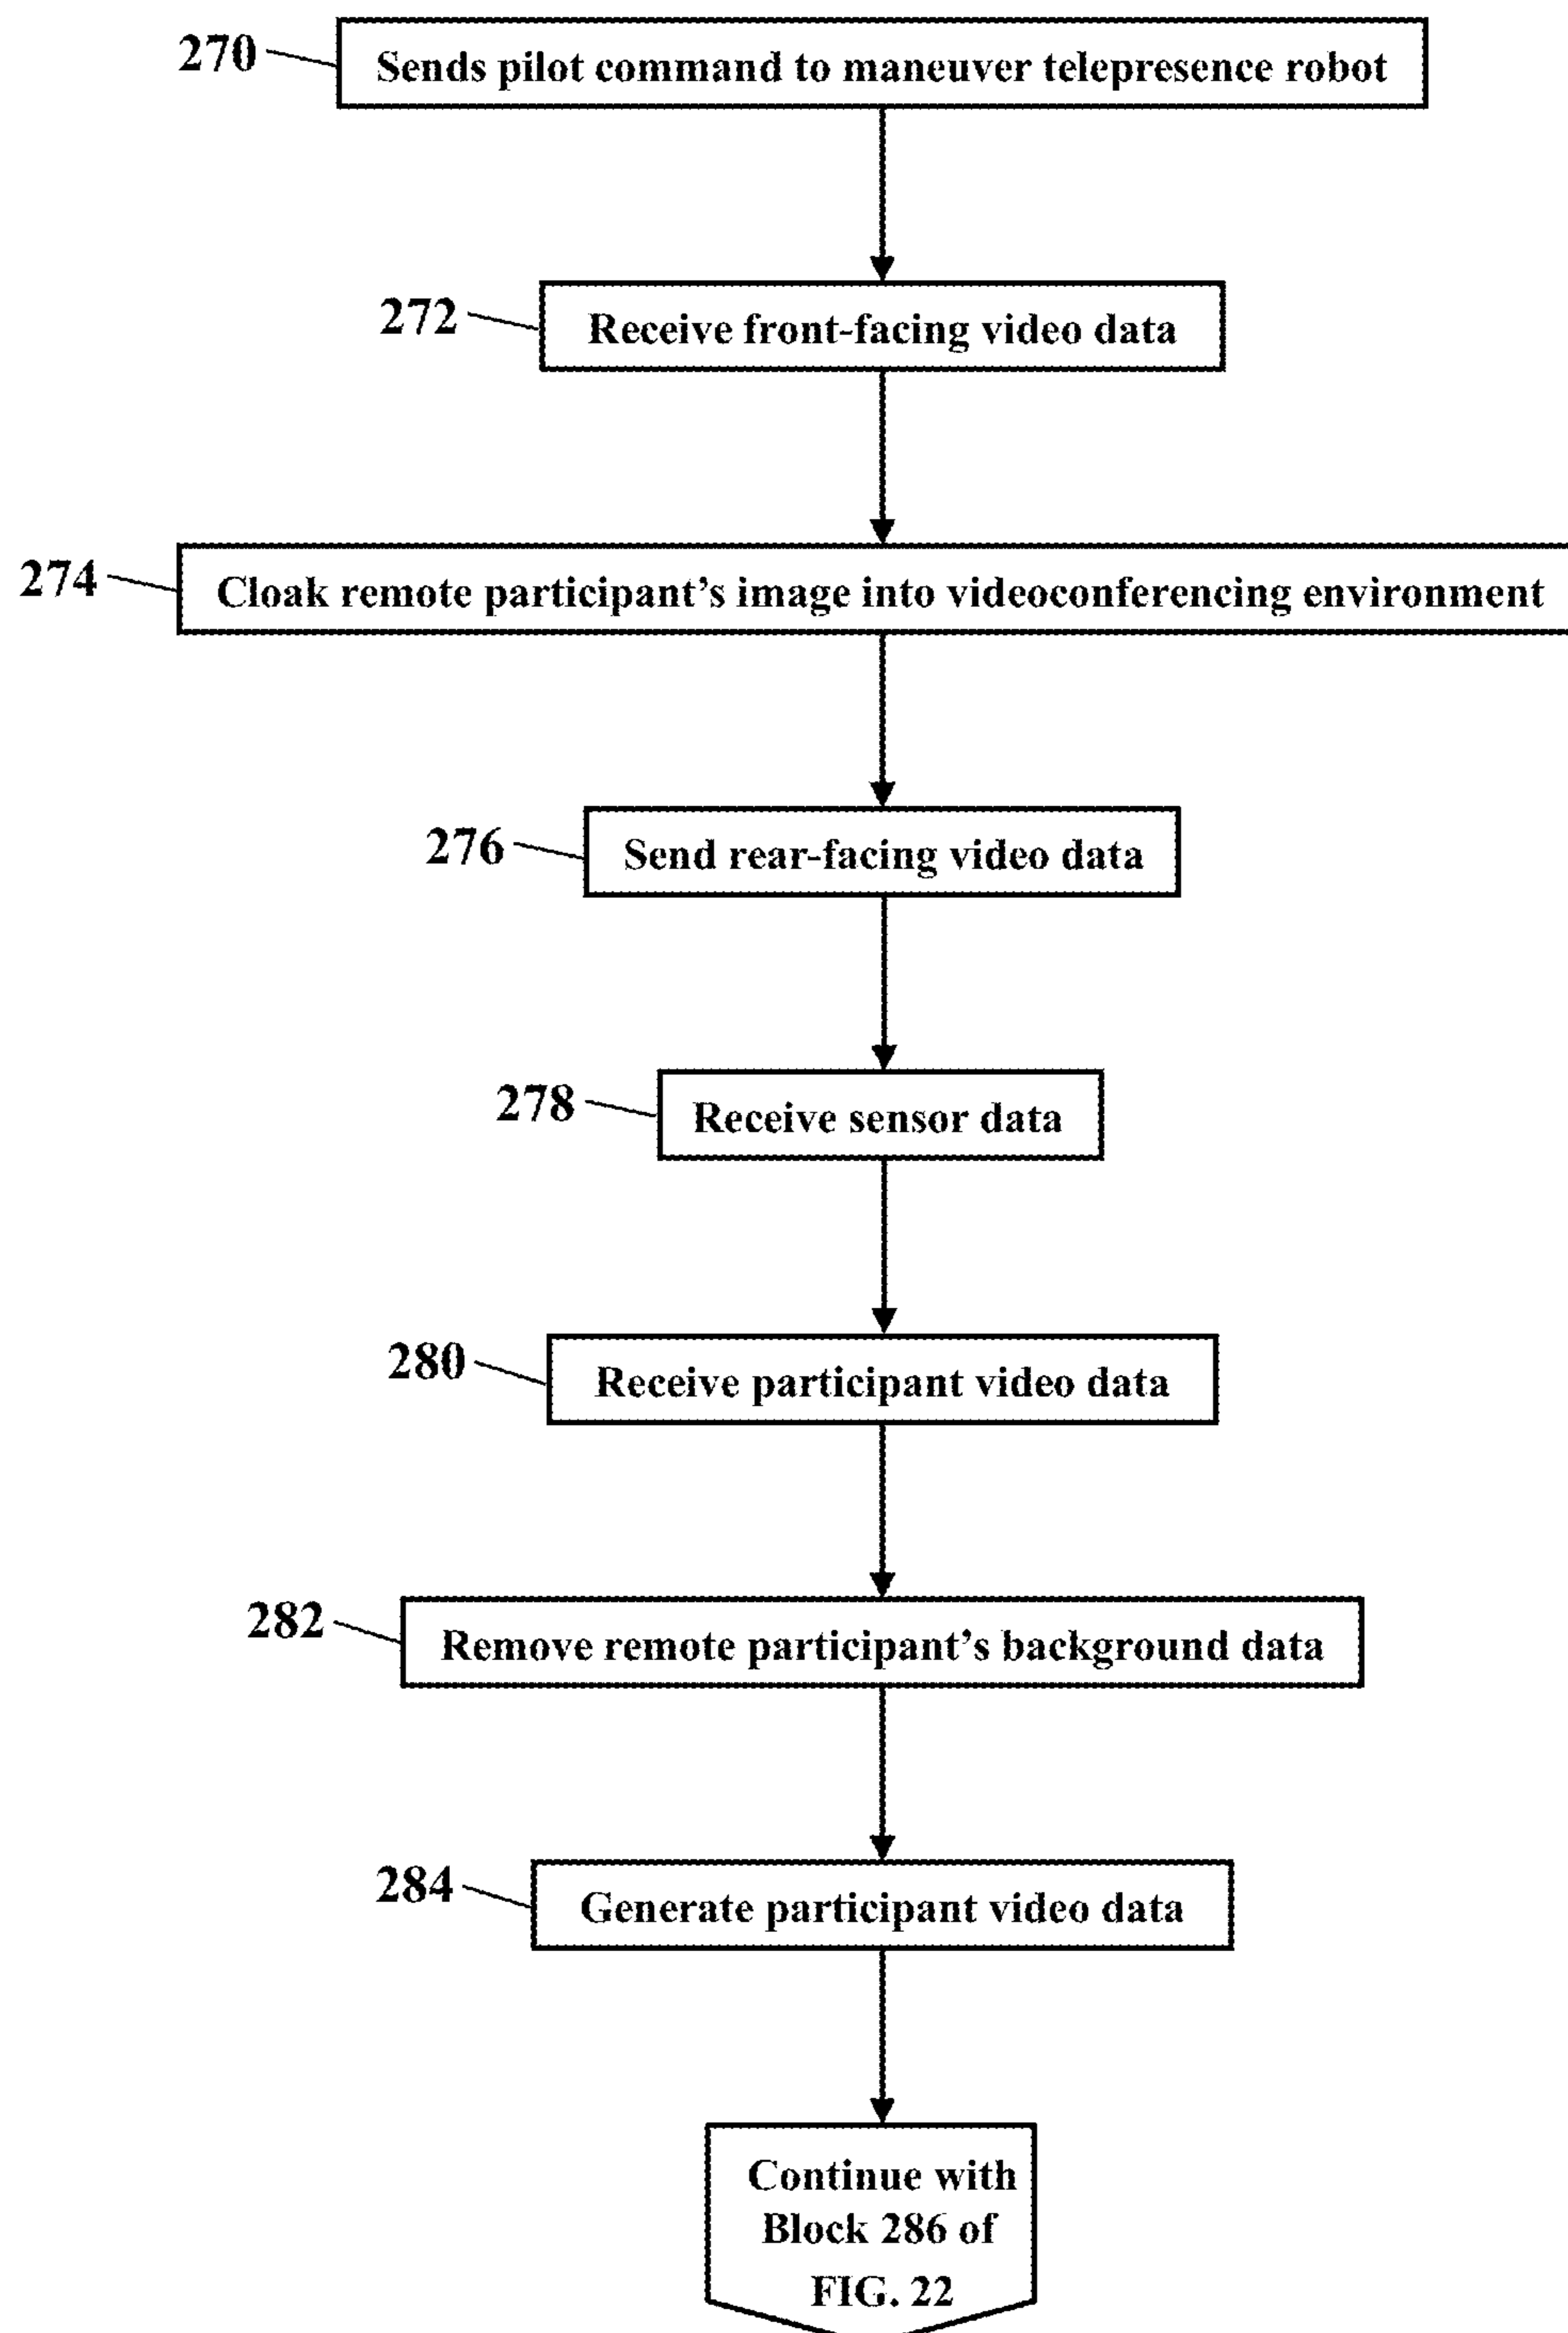 270
Sends pilot command to maneuver telepresence robot
272
Receive front-facing video data
274
Cloak remote participant’s image into videoconferencing environment
276
Send rear-facing video data
278
Receive sensor data
280
Receive participant video data
282
Remove remote participant’s background data
284
Generate participant video data
Continue with
Block 286 of
FIG. 22